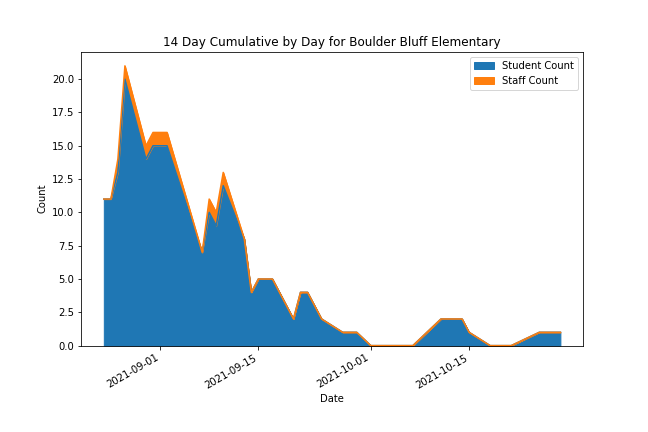 14 Day Cumulative by Day for Boulder Bluff Elementary
Student Count
Staff Count
Count
20.0
17.5
15.0
12.5
10.0
7.5
5.0
2.5
0.0
2021-09-01
2021-09-15
2021-10-01
2021-10-15
Date